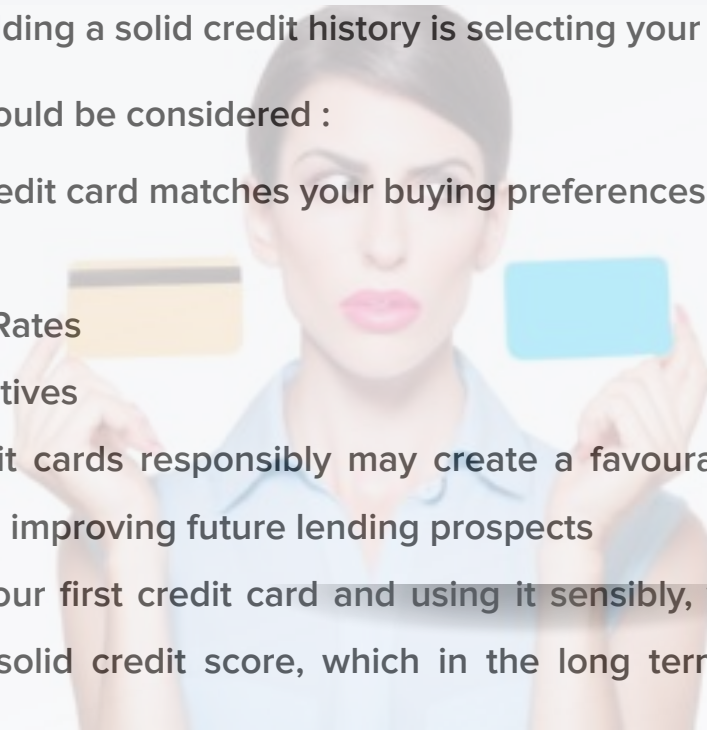 ding a solid credit history is selecting your
ould be considered :
edit card matches your buying preferences
Rates
tives
it cards responsibly may create a favoura
improving future lending prospects
our first credit card and using it sensibly,
solid credit score, which in the long term